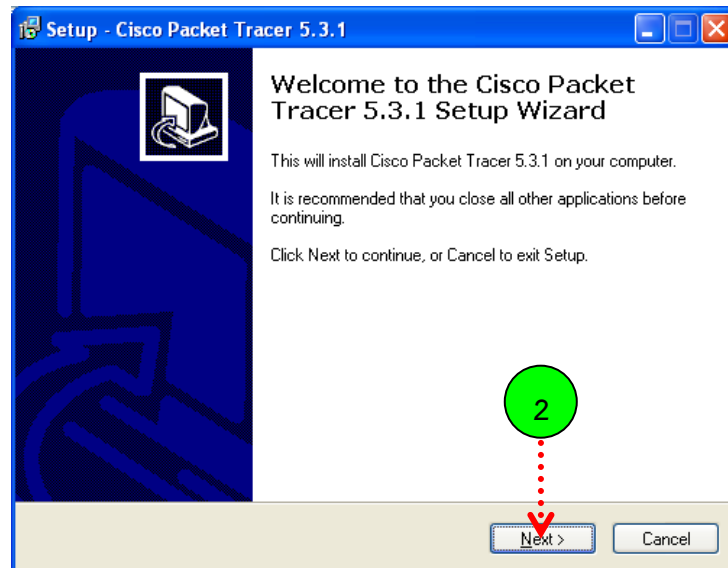 Setup - Cisco Packet Tracer 5.3.1
Welcome to the Cisco Packet
Tracer 5.3.1 Setup Wizard
This will install Cisco Packet Tracer 5.3.1 on your computer.
It is recommended that you close all other applications before
continuing.
Click Next to continue, or Cancel to exit Setup.
2
Next >
Cancel